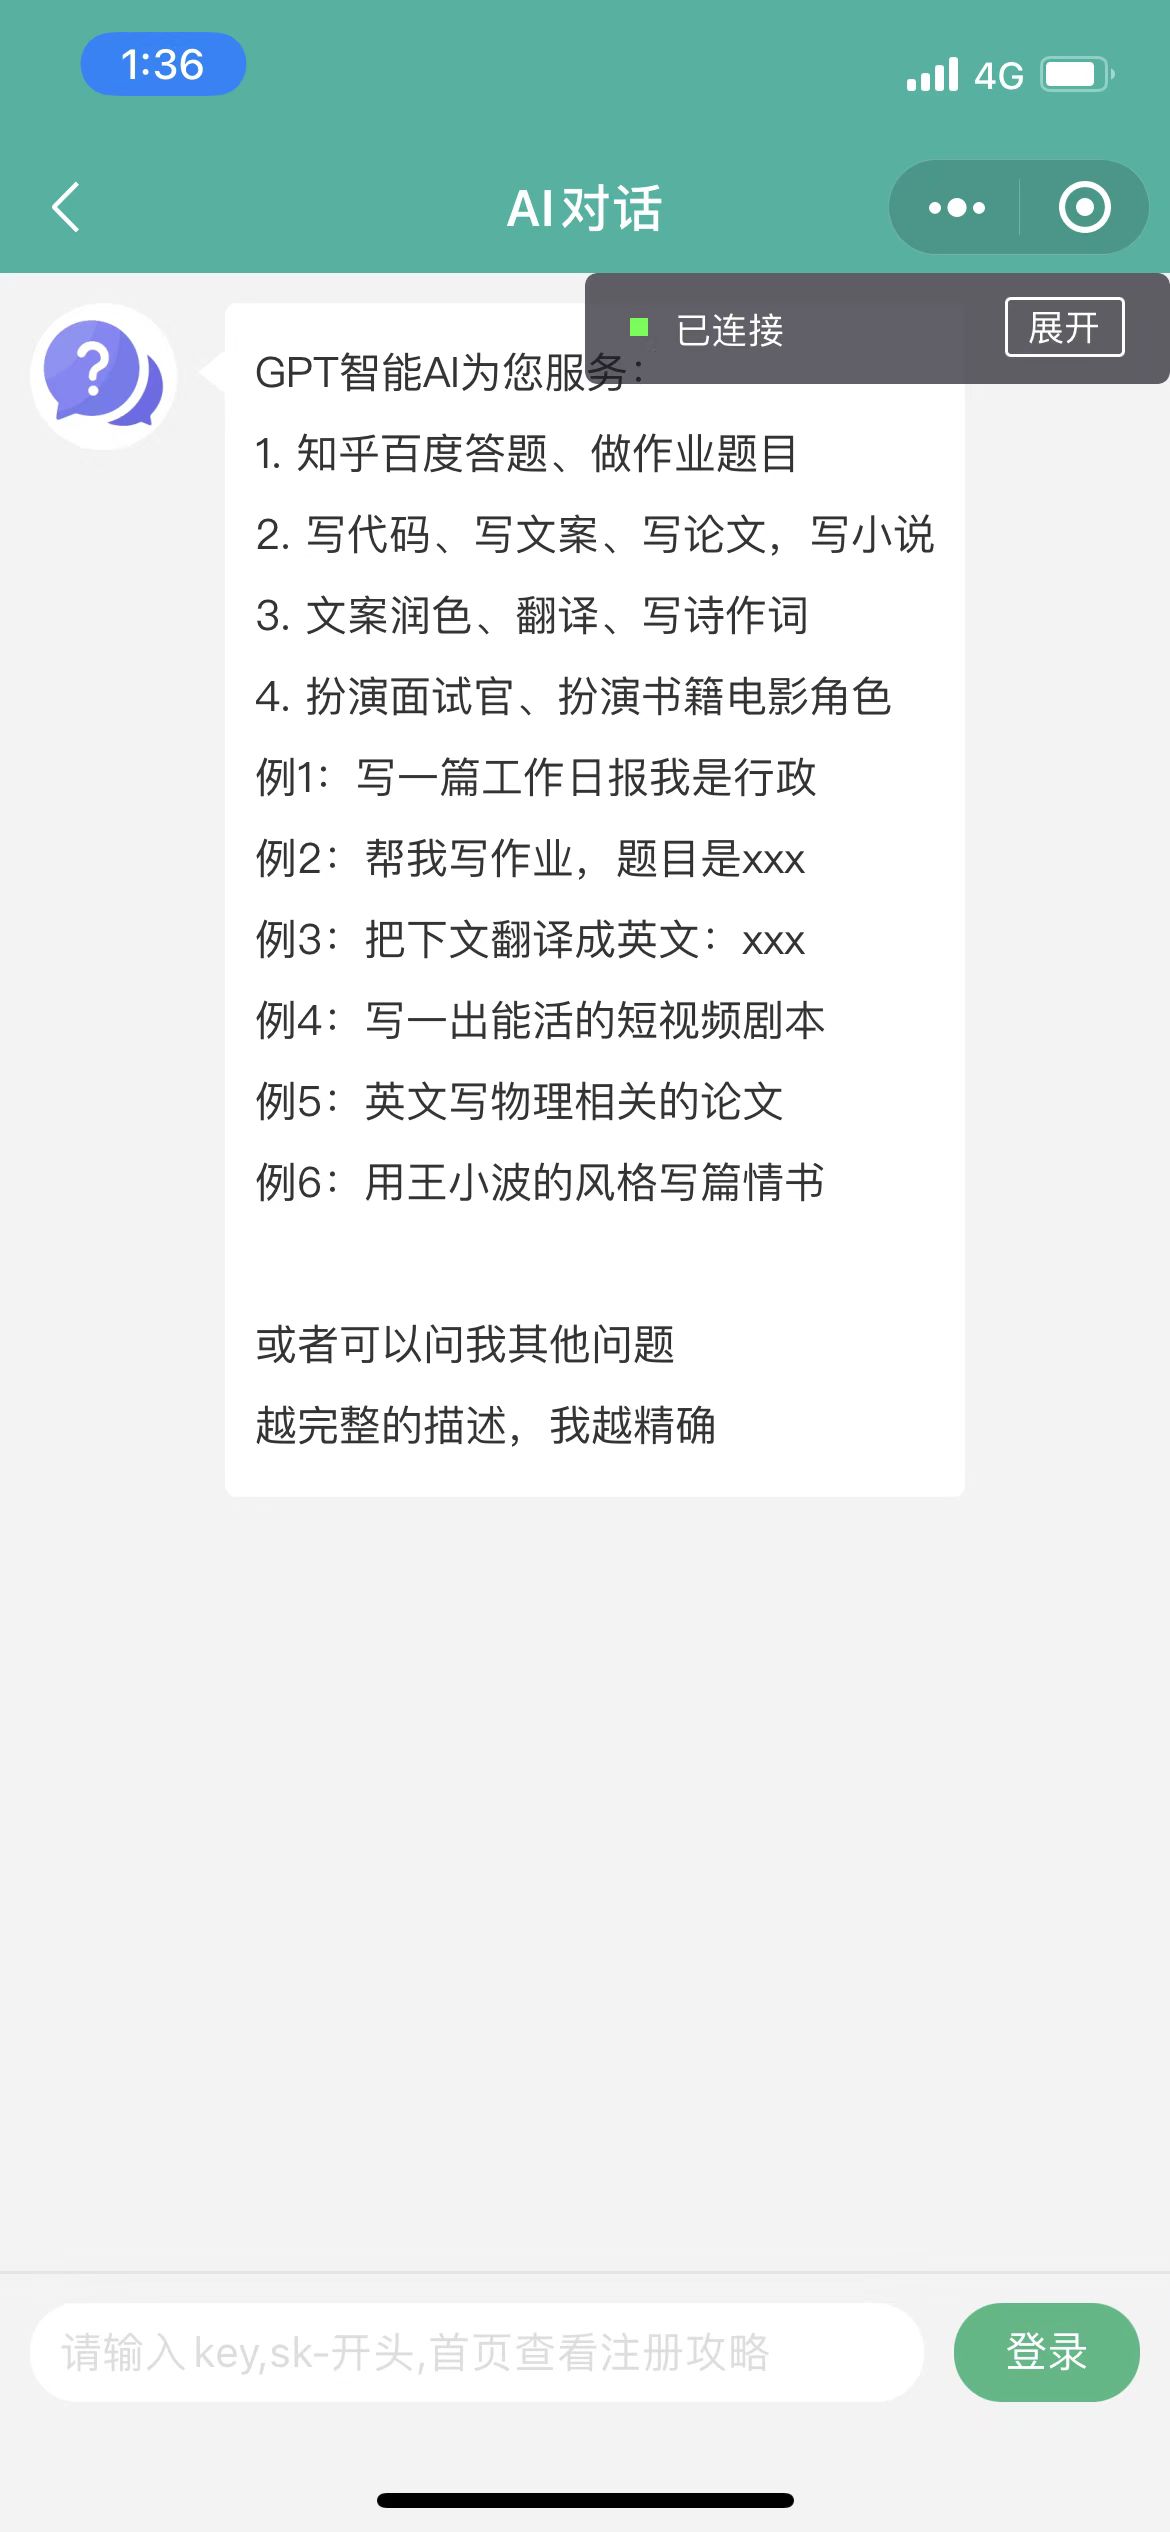 1:36
4G
AI对话
已连接
展开
GPT智能AI为您服务：
1. 知乎百度答题、做作业题目
2. 写代码、写文案、写论文，写小说
3. 文案润色、翻译、写诗作词
4. 扮演面试官、扮演书籍电影角色
例1：写一篇工作日报我是行政
例2：帮我写作业，题目是xxx
例3：把下文翻译成英文：xxx
例4：写一出能活的短视频剧本
例5：英文写物理相关的论文
例6：用王小波的风格写篇情书
或者可以问我其他问题
越完整的描述，我越精确
请输入key,sk-开头,首页查看注册攻略
登录